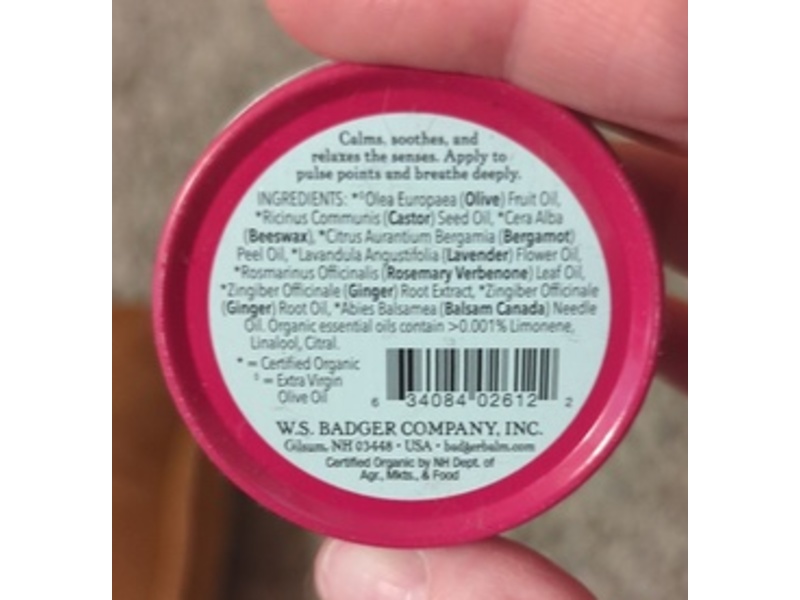 Calms, soothes, and
relaxes the senses. Apply to
pulse points and breathe deeply.
INGREDIENTS: *◊Olea Europaea (Olive) Fruit Oil,
*Ricinus Communis (Castor) Seed Oil, *Cera Alba
(Beeswax), *Citrus Aurantium Bergamia (Bergamot)
Peel Oil, *Lavandula Angustifolia (Lavender) Flower Oil,
*Rosmarinus Officinalis (Rosemary Verbenone) Leaf Oil,
*Zingiber Officinale (Ginger) Root Extract, *Zingiber Officinale
(Ginger) Root Oil, *Abies Balsamea (Balsam Canada) Needle
Oil. Organic essential oils contain >0.001% Limonene,
Linalool, Citral.
* = Certified Organic
◊ = Extra Virgin
Olive Oil
6 34084 02612 2
W.S. BADGER COMPANY, INC.
Gilsum, NH 03448 • USA • badgerbalm.com
Certified Organic by NH Dept. of
Agr., Mkts., & Food